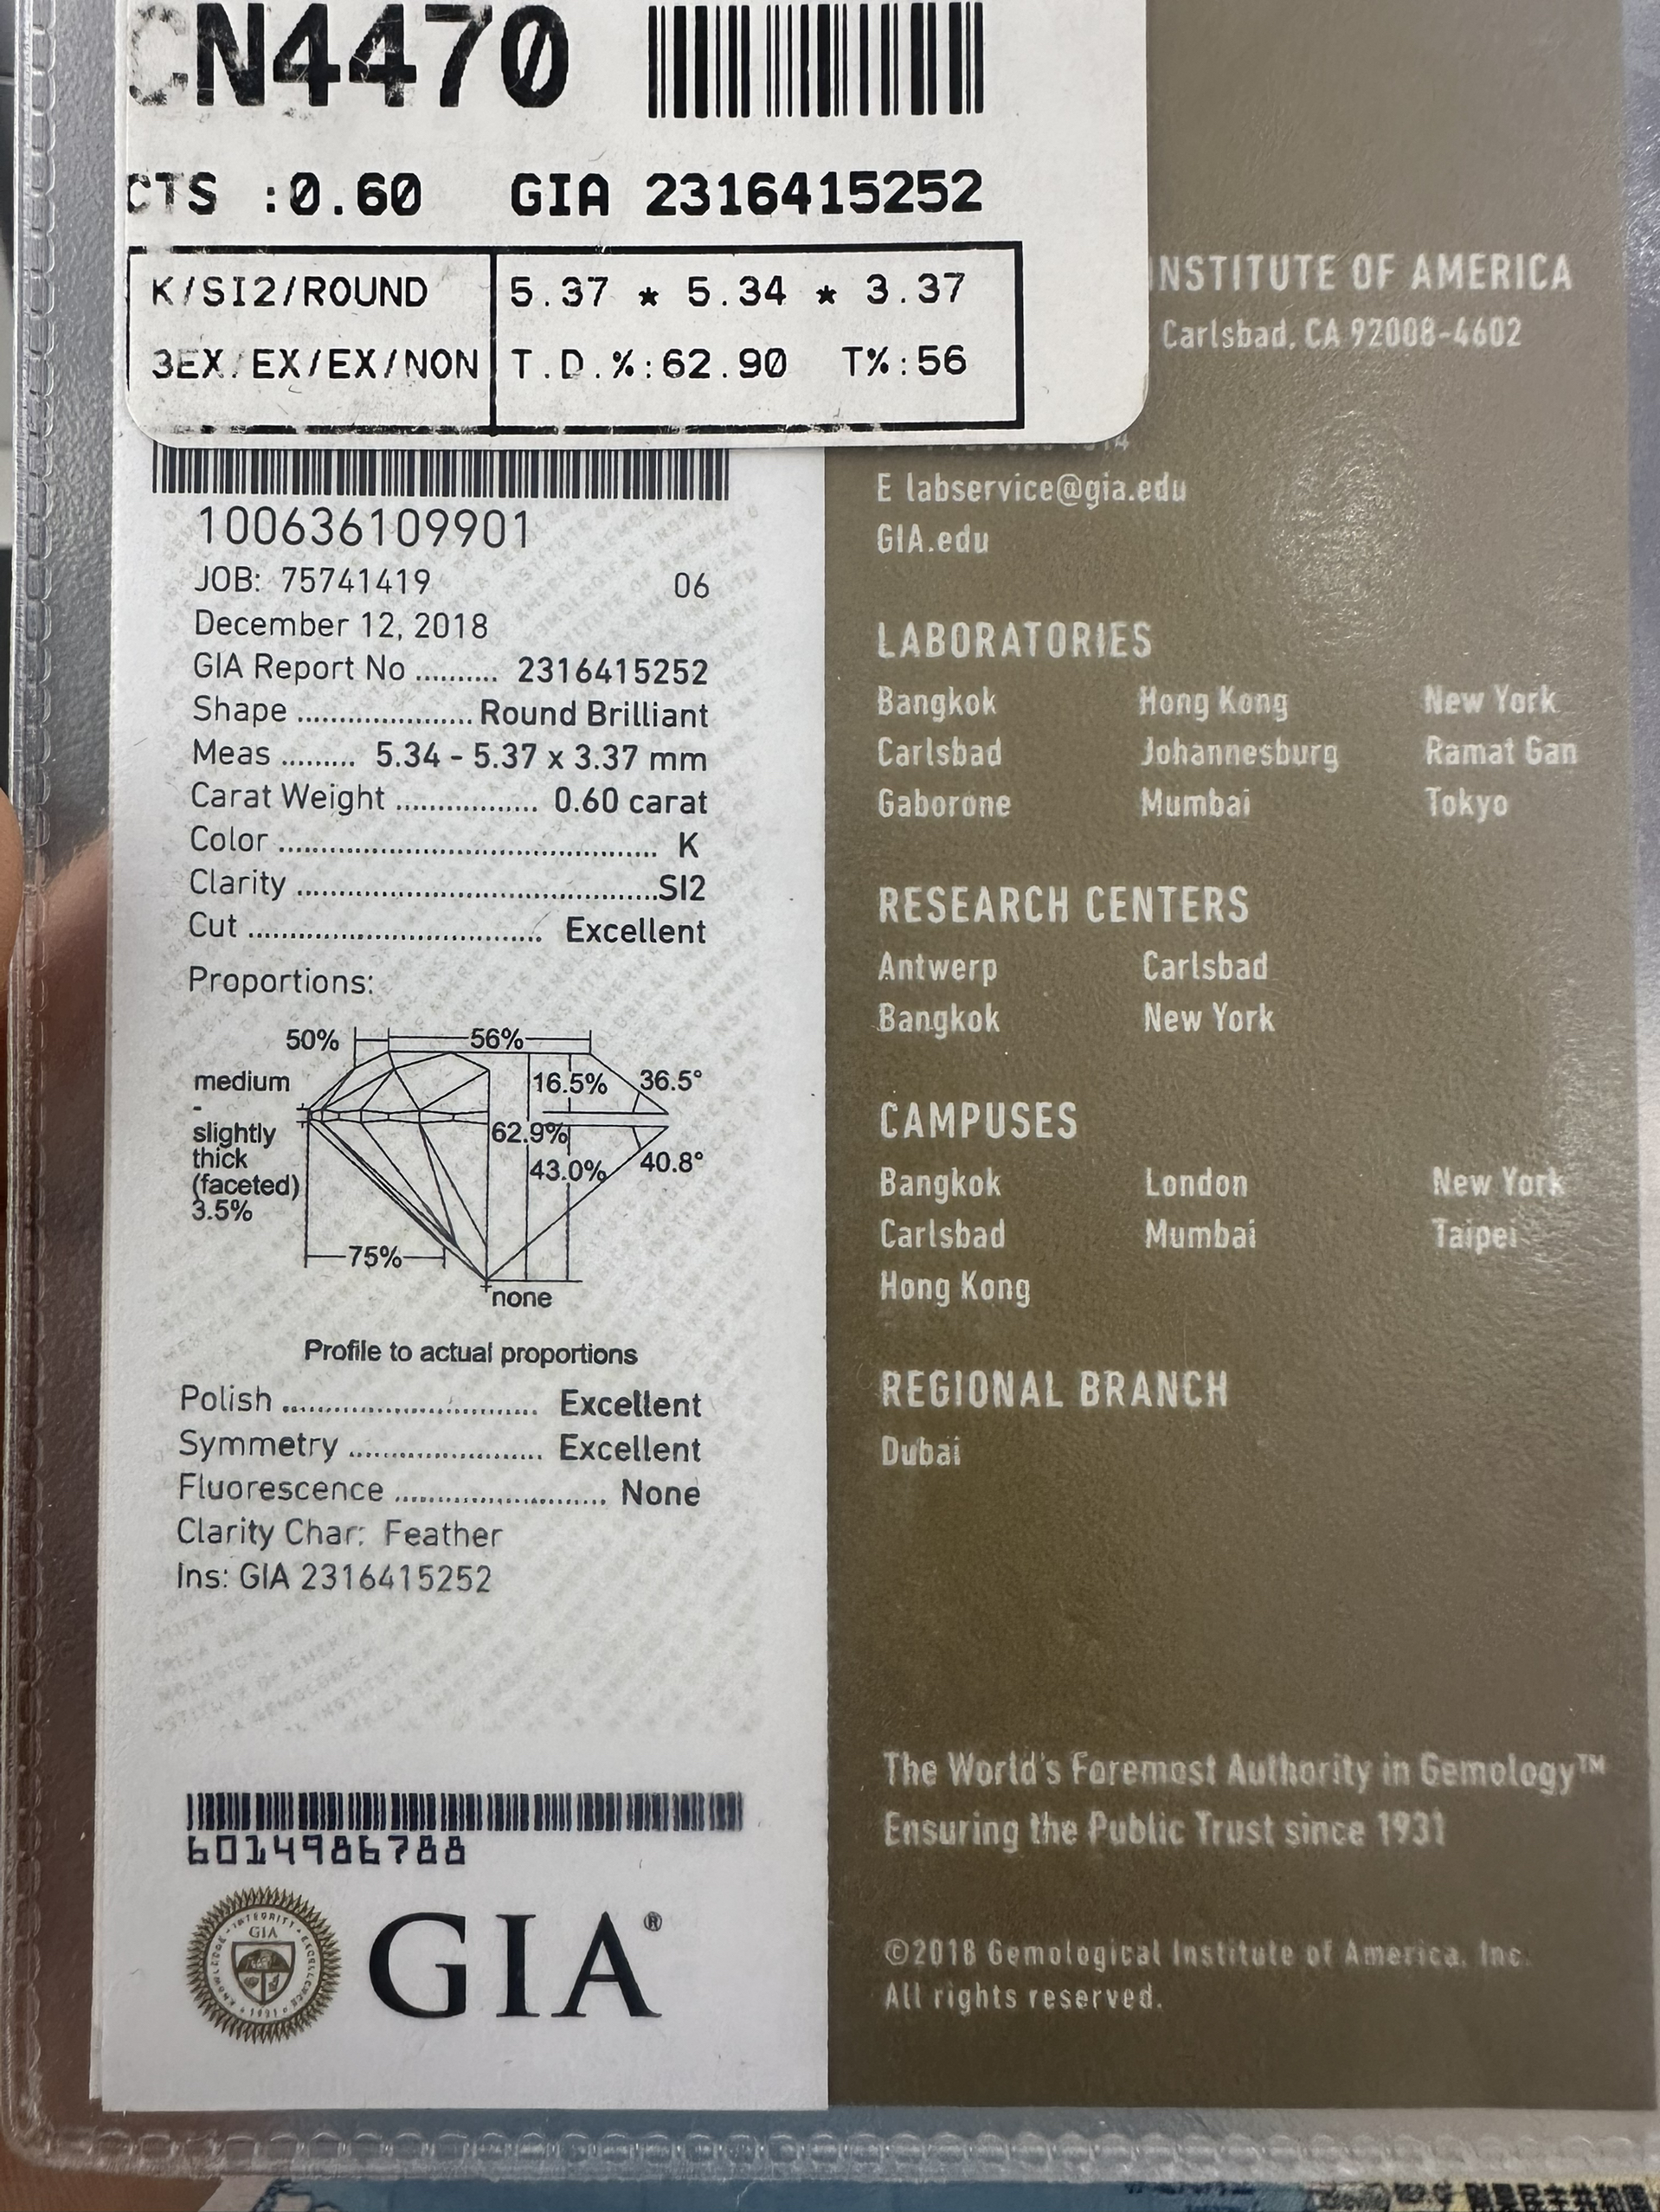 CN4470
CTS :0.60 GIA 2316415252
K/SI2/ROUND 5.37 * 5.34 * 3.37
3EX/EX/EX/NON T.D.%:62.90 T%:56
100636109901
JOB: 75741419 06
December 12, 2018
GIA Report No .......... 2316415252
Shape ...................... Round Brilliant
Meas ......... 5.34 - 5.37 x 3.37 mm
Carat Weight ................. 0.60 carat
Color ............................................... K
Clarity .............................................SI2
Cut .................................... Excellent
Proportions:
50% 56%
medium 16.5% 36.5°
-
slightly 62.9%
thick 43.0% 40.8°
(faceted)
3.5%
75%
none
Profile to actual proportions
Polish ............................... Excellent
Symmetry ....................... Excellent
Fluorescence ......................... None
Clarity Char: Feather
Ins: GIA 2316415252
6014986788
GIA®
KNOWLEDGE · INTEGRITY · EXCELLENCE
GIA
1931
INSTITUTE OF AMERICA
Carlsbad, CA 92008-4602
E labservice@gia.edu
GIA.edu
LABORATORIES
Bangkok Hong Kong New York
Carlsbad Johannesburg Ramat Gan
Gaborone Mumbai Tokyo
RESEARCH CENTERS
Antwerp Carlsbad
Bangkok New York
CAMPUSES
Bangkok London New York
Carlsbad Mumbai Taipei
Hong Kong
REGIONAL BRANCH
Dubai
The World's Foremost Authority in Gemology™
Ensuring the Public Trust since 1931
©2018 Gemological Institute of America, Inc.
All rights reserved.